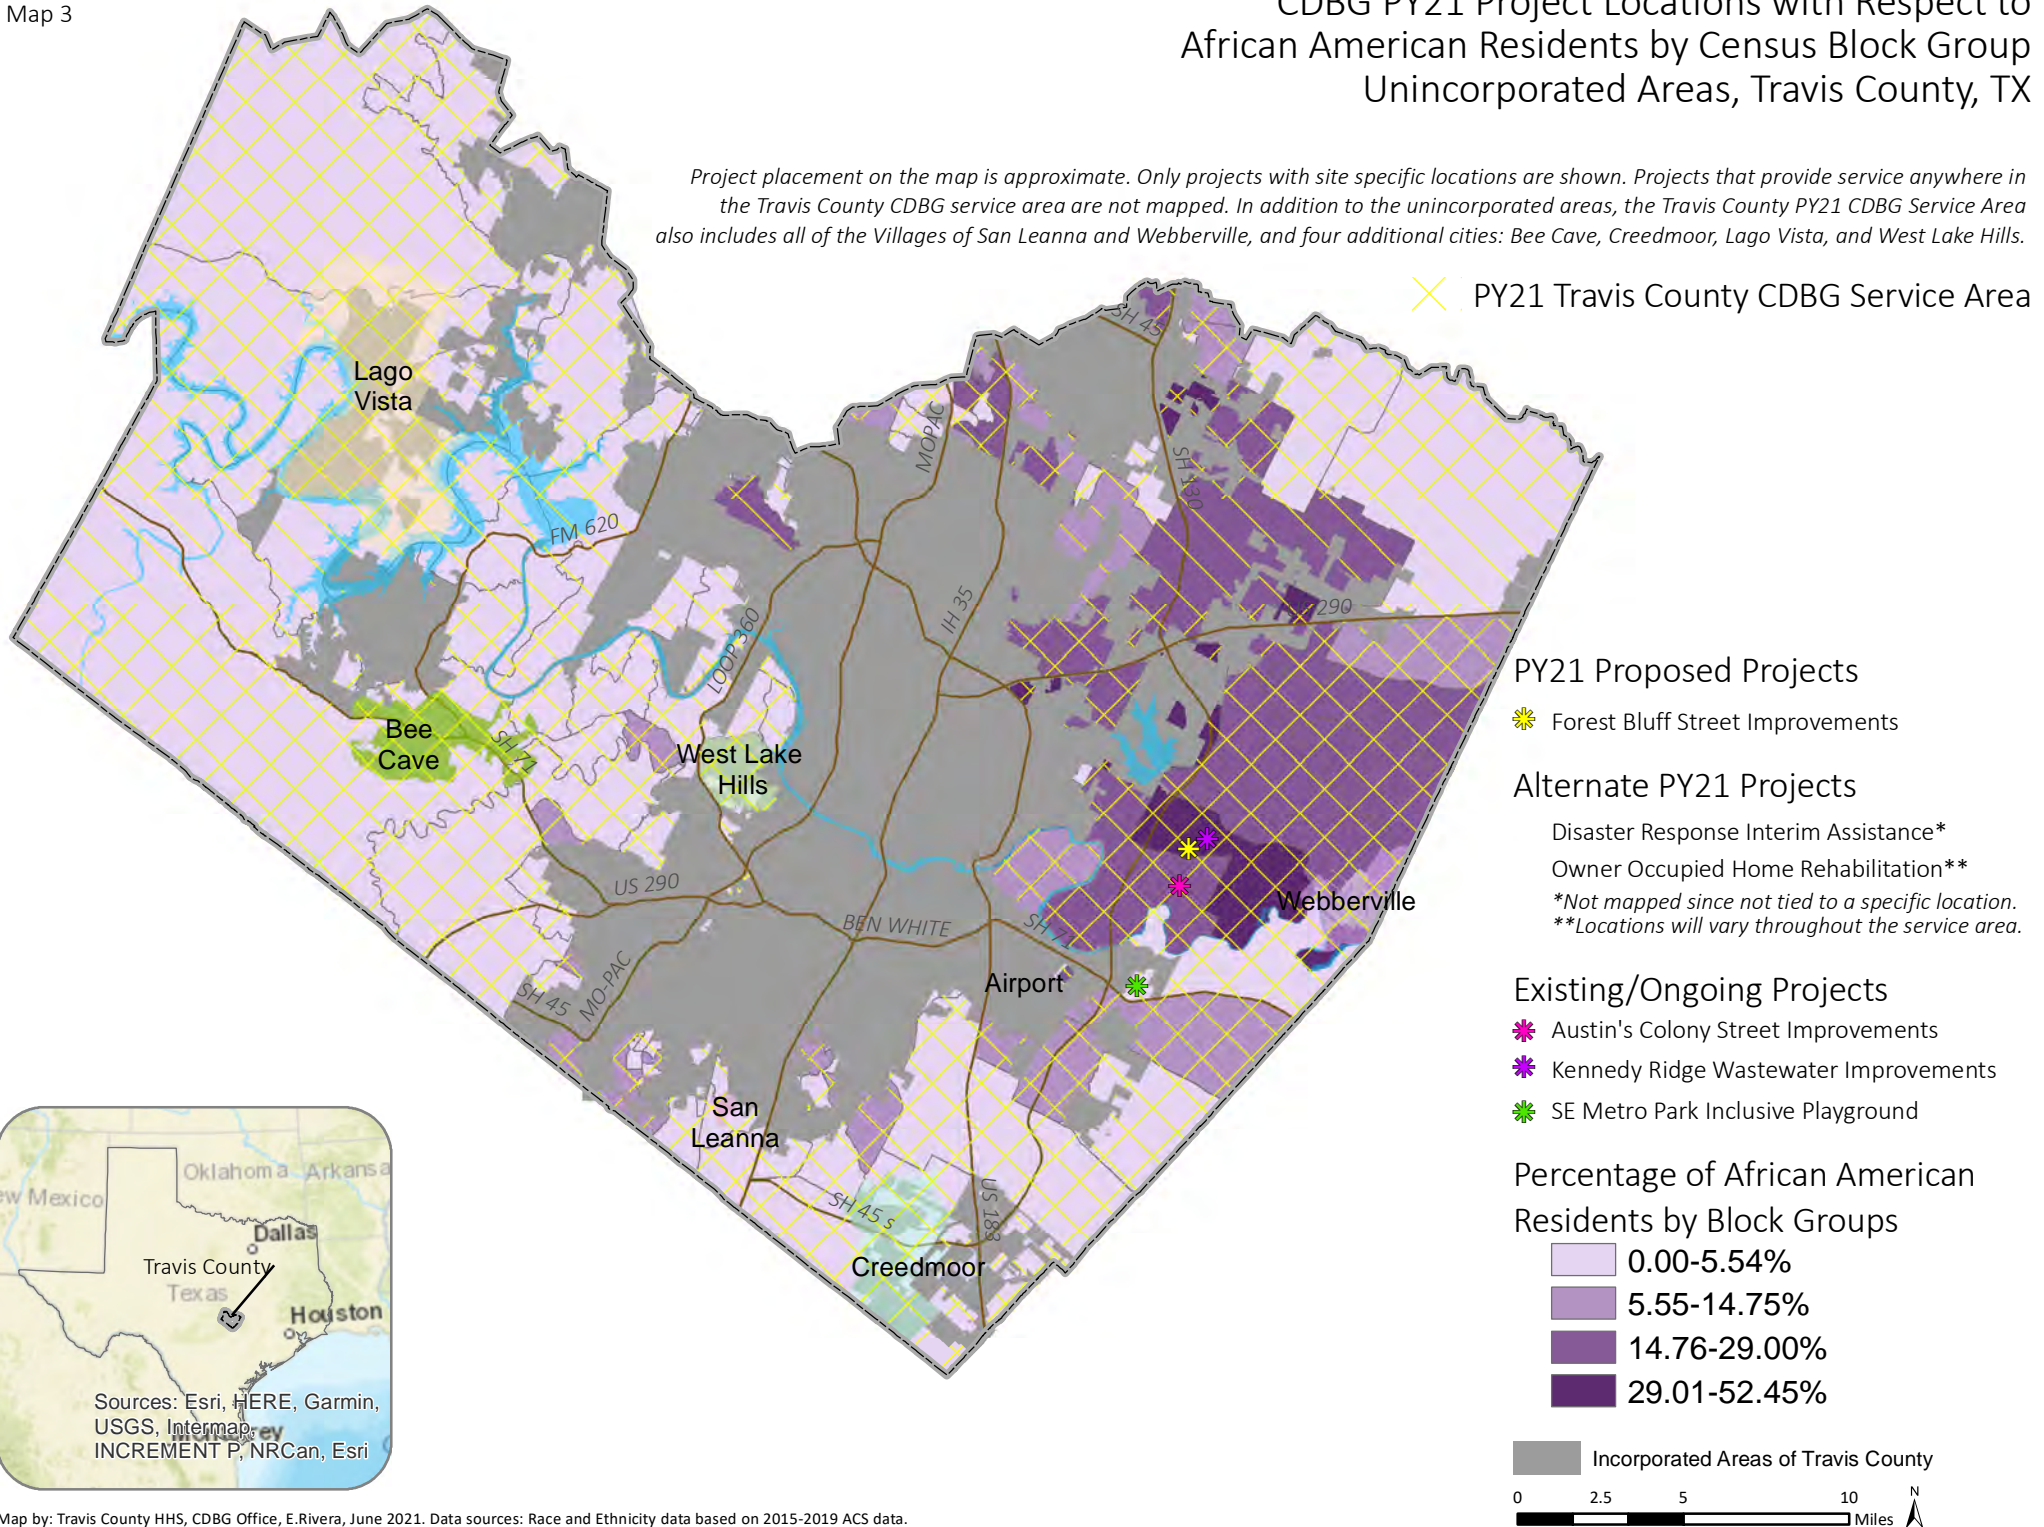 Map 3
CDBG PY21 Project Locations with Respect to
African American Residents by Census Block Group
Unincorporated Areas, Travis County, TX
Project placement on the map is approximate. Only projects with site specific locations are shown. Projects that provide service anywhere in
the Travis County CDBG service area are not mapped. In addition to the unincorporated areas, the Travis County PY21 CDBG Service Area
also includes all of the Villages of San Leanna and Webberville, and four additional cities: Bee Cave, Creedmoor, Lago Vista, and West Lake Hills.
PY21 Travis County CDBG Service Area
SH 45
Lago
Vista
MOPAC
SH 130
FM 620
IH 35
290
LOOP 360
Bee
Cave
SH 71
West Lake
Hills
US 290
BEN WHITE
SH 71
Webberville
Airport
SH 45
MO-PAC
San
Leanna
SH 45 s
US 183
Creedmoor
PY21 Proposed Projects
Forest Bluff Street Improvements
Alternate PY21 Projects
Disaster Response Interim Assistance*
Owner Occupied Home Rehabilitation**
*Not mapped since not tied to a specific location.
**Locations will vary throughout the service area.
Existing/Ongoing Projects
Austin's Colony Street Improvements
Kennedy Ridge Wastewater Improvements
SE Metro Park Inclusive Playground
Percentage of African American
Residents by Block Groups
0.00-5.54%
5.55-14.75%
14.76-29.00%
29.01-52.45%
Incorporated Areas of Travis County
0 2.5 5 10
Miles
N
Oklahoma
Arkansa
ew Mexico
Dallas
Travis County
Texas
Houston
Sources: Esri, HERE, Garmin,
USGS, Intermap,
INCREMENT P, NRCan, Esri
Map by: Travis County HHS, CDBG Office, E.Rivera, June 2021. Data sources: Race and Ethnicity data based on 2015-2019 ACS data.